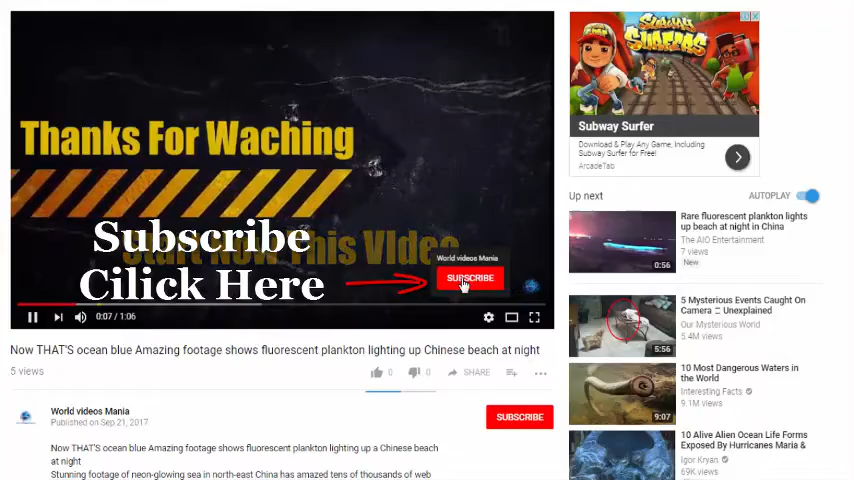 Thanks For Waching
Start Now This VIdeo
Subscribe
Cilick Here
World videos Mania
SUBSCRIBE
0:07 / 1:06
Now THAT'S ocean blue Amazing footage shows fluorescent plankton lighting up Chinese beach at night
5 views
0
0
SHARE
World videos Mania
Published on Sep 21, 2017
SUBSCRIBE
Now THAT'S ocean blue Amazing footage shows fluorescent plankton lighting up a Chinese beach
at night
Stunning footage of neon-glowing sea in north-east China has amazed tens of thousands of web
SUBWAY
SURFERS
Subway Surfer
Download & Play Any Game, Including
Subway Surfer for Free!
ArcadeTab
Up next
AUTOPLAY
Rare fluorescent plankton lights
up beach at night in China
The AIO Entertainment
7 views
New
0:56
5 Mysterious Events Caught On
Camera □ Unexplained
Our Mysterious World
5.4M views
5:56
10 Most Dangerous Waters in
the World
Interesting Facts
9.1M views
9:07
10 Alive Alien Ocean Life Forms
Exposed By Hurricanes Maria &
Igor Kryan
69K views